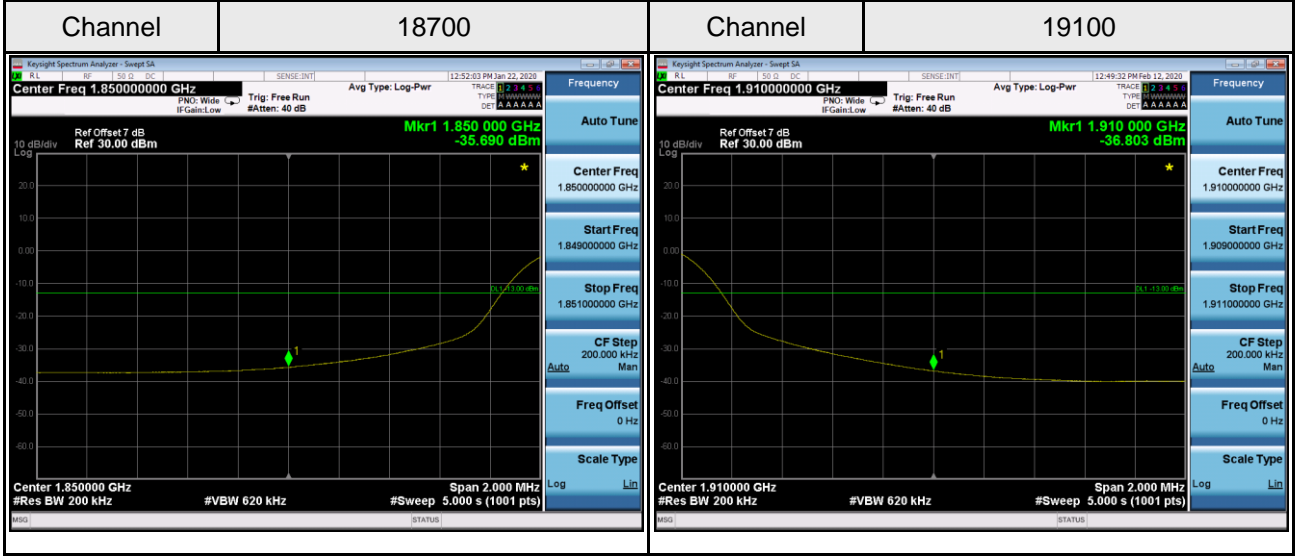 Channel 18700 Channel 19100
Keysight Spectrum Analyzer - Swept SA
RL RF 50 Ω DC SENSE:INT 12:52:03 PM Jan 22, 2020
Center Freq 1.850000000 GHz Avg Type: Log-Pwr TRACE 1 2 3 4 5 6
PNO: Wide Trig: Free Run TYPE M WWWWW
IFGain:Low #Atten: 40 dB DET A A A A A A
Mkr1 1.850 000 GHz
Ref Offset 7 dB
10 dB/div Ref 30.00 dBm -35.690 dBm
Log
20.0
10.0
0.00
-10.0
DL1 -13.00 dBm
-20.0
-30.0
1
-40.0
-50.0
-60.0
Center 1.850000 GHz Span 2.000 MHz
#Res BW 200 kHz #VBW 620 kHz #Sweep 5.000 s (1001 pts)
MSG STATUS
Frequency
Auto Tune
Center Freq
1.850000000 GHz
Start Freq
1.849000000 GHz
Stop Freq
1.851000000 GHz
CF Step
200.000 kHz
Auto Man
Freq Offset
0 Hz
Scale Type
Log Lin
Keysight Spectrum Analyzer - Swept SA
RL RF 50 Ω DC SENSE:INT 12:49:32 PM Feb 12, 2020
Center Freq 1.910000000 GHz Avg Type: Log-Pwr TRACE 1 2 3 4 5 6
PNO: Wide Trig: Free Run TYPE M WWWWW
IFGain:Low #Atten: 40 dB DET A A A A A A
Mkr1 1.910 000 GHz
Ref Offset 7 dB
10 dB/div Ref 30.00 dBm -36.803 dBm
Log
20.0
10.0
0.00
-10.0
DL1 -13.00 dBm
-20.0
-30.0
1
-40.0
-50.0
-60.0
Center 1.910000 GHz Span 2.000 MHz
#Res BW 200 kHz #VBW 620 kHz #Sweep 5.000 s (1001 pts)
MSG STATUS
Frequency
Auto Tune
Center Freq
1.910000000 GHz
Start Freq
1.909000000 GHz
Stop Freq
1.911000000 GHz
CF Step
200.000 kHz
Auto Man
Freq Offset
0 Hz
Scale Type
Log Lin